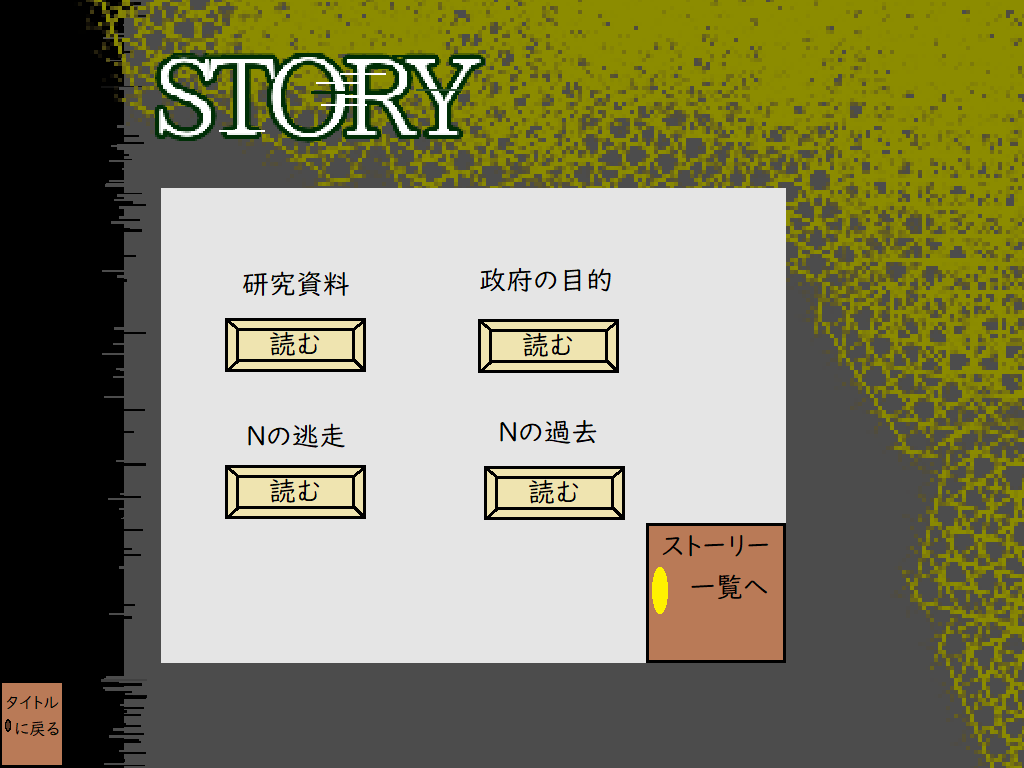 STORY
研究資料
政府の目的
読む
読む
Nの逃走
Nの過去
読む
読む
ストーリー
一覧へ
タイトル
に戻る